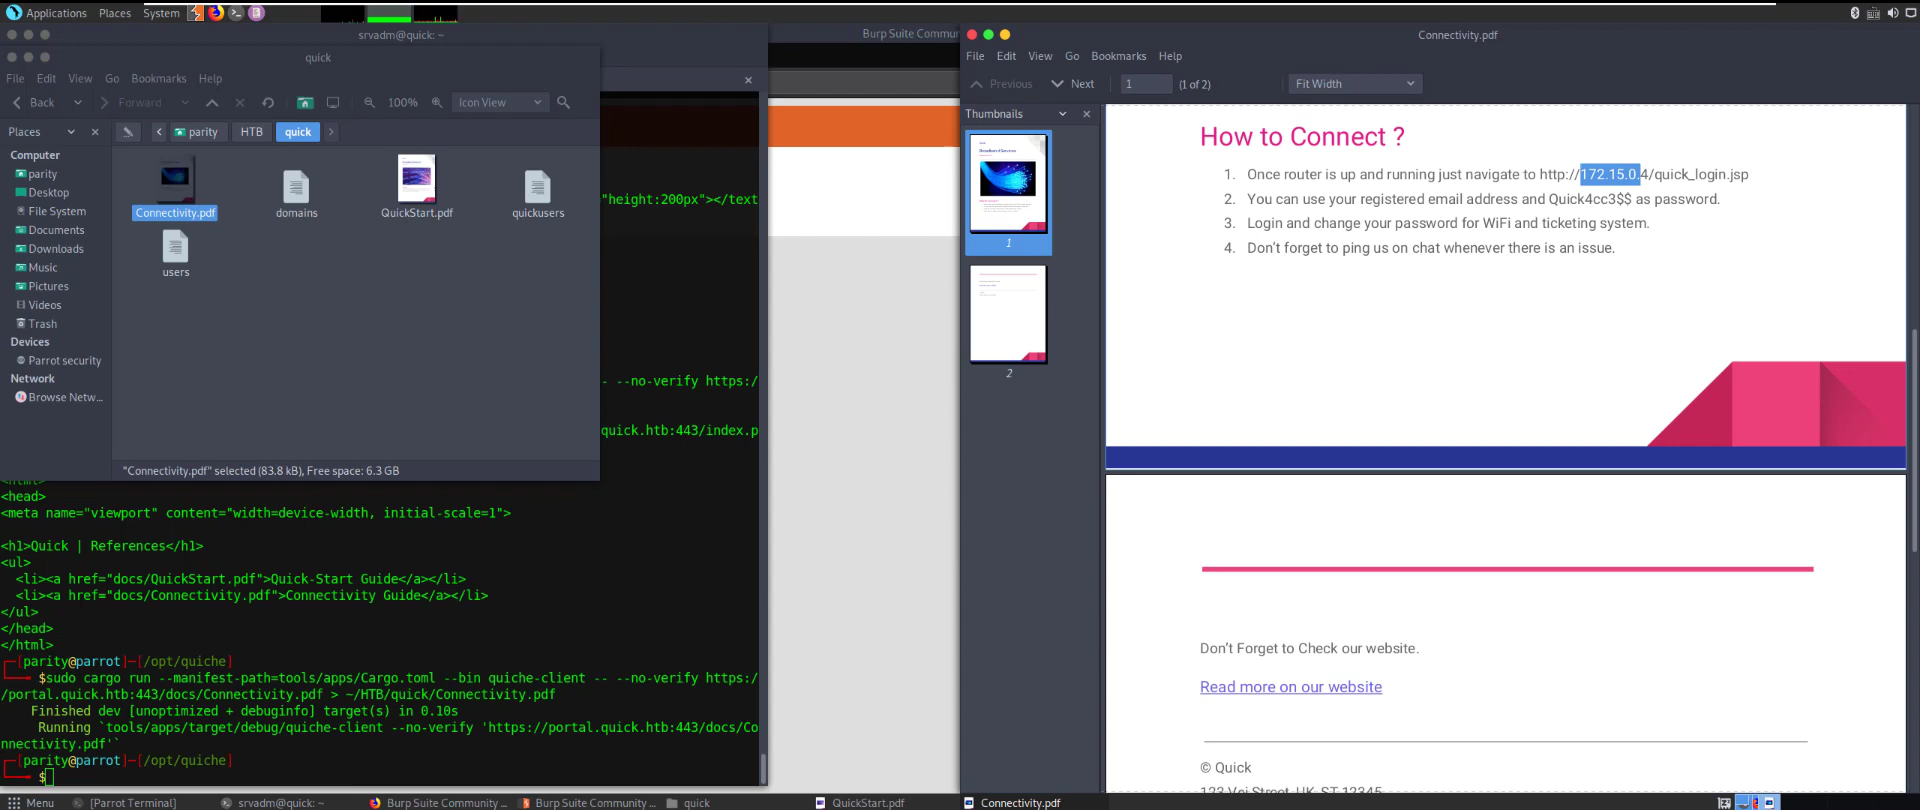 Applications Places System
srvadm@quick: ~
Burp Suite Commun
Connectivity.pdf
quick
File Edit View Go Bookmarks Help
File Edit View Go Bookmarks Help
Back Forward 100% Icon View
Previous Next 1 (1 of 2) Fit Width
Places parity HTB quick
Thumbnails
Computer
parity
Desktop
File System
Documents
Downloads
Music
Pictures
Videos
Trash
Devices
Parrot security
Network
Browse Netw...
Connectivity.pdf
domains
QuickStart.pdf
quickusers
users
"Connectivity.pdf" selected (83.8 kB), Free space: 6.3 GB
="height:200px"></text
- --no-verify https:/
quick.htb:443/index.p
<html>
<head>
<meta name="viewport" content="width=device-width, initial-scale=1">
<h1>Quick | References</h1>
<ul>
<li><a href="docs/QuickStart.pdf">Quick-Start Guide</a></li>
<li><a href="docs/Connectivity.pdf">Connectivity Guide</a></li>
</ul>
</head>
</html>
[parity@parrot]-[/opt/quiche]
$sudo cargo run --manifest-path=tools/apps/Cargo.toml --bin quiche-client -- --no-verify https:/
/portal.quick.htb:443/docs/Connectivity.pdf > ~/HTB/quick/Connectivity.pdf
Finished dev [unoptimized + debuginfo] target(s) in 0.10s
Running `tools/apps/target/debug/quiche-client --no-verify 'https://portal.quick.htb:443/docs/Co
nnectivity.pdf'`
[parity@parrot]-[/opt/quiche]
$
1
2
How to Connect ?
1. Once router is up and running just navigate to http://172.15.0.4/quick_login.jsp
2. You can use your registered email address and Quick4cc3$$ as password.
3. Login and change your password for WiFi and ticketing system.
4. Don’t forget to ping us on chat whenever there is an issue.
Don’t Forget to Check our website.
Read more on our website
© Quick
123 Vei Street, UK, ST 12345
Menu [Parrot Terminal] srvadm@quick: ~ Burp Suite Community ... Burp Suite Community ... quick QuickStart.pdf Connectivity.pdf